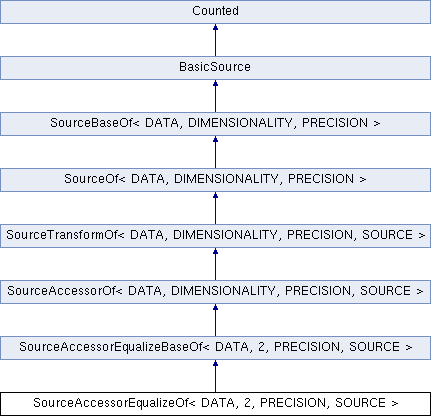 Counted
BasicSource
SourceBaseOf< DATA, DIMENSIONALITY, PRECISION >
SourceOf< DATA, DIMENSIONALITY, PRECISION >
SourceTransformOf< DATA, DIMENSIONALITY, PRECISION, SOURCE >
SourceAccessorOf< DATA, DIMENSIONALITY, PRECISION, SOURCE >
SourceAccessorEqualizeBaseOf< DATA, 2, PRECISION, SOURCE >
SourceAccessorEqualizeOf< DATA, 2, PRECISION, SOURCE >